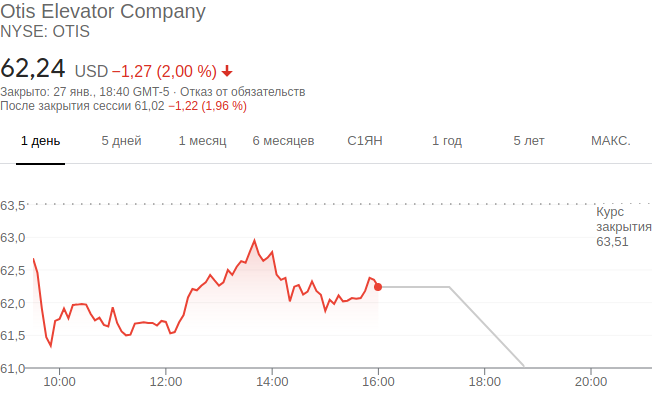 Otis Elevator Company
NYSE: OTIS
62,24 USD −1,27 (2,00 %)
Закрыто: 27 янв., 18:40 GMT-5 · Отказ от обязательств
После закрытия сессии 61,02 −1,22 (1,96 %)
1 день 5 дней 1 месяц 6 месяцев С1ЯН 1 год 5 лет МАКС.
63,5
Курс
закрытия
63,51
63,0
62,5
62,0
61,5
61,0
10:00 12:00 14:00 16:00 18:00 20:00